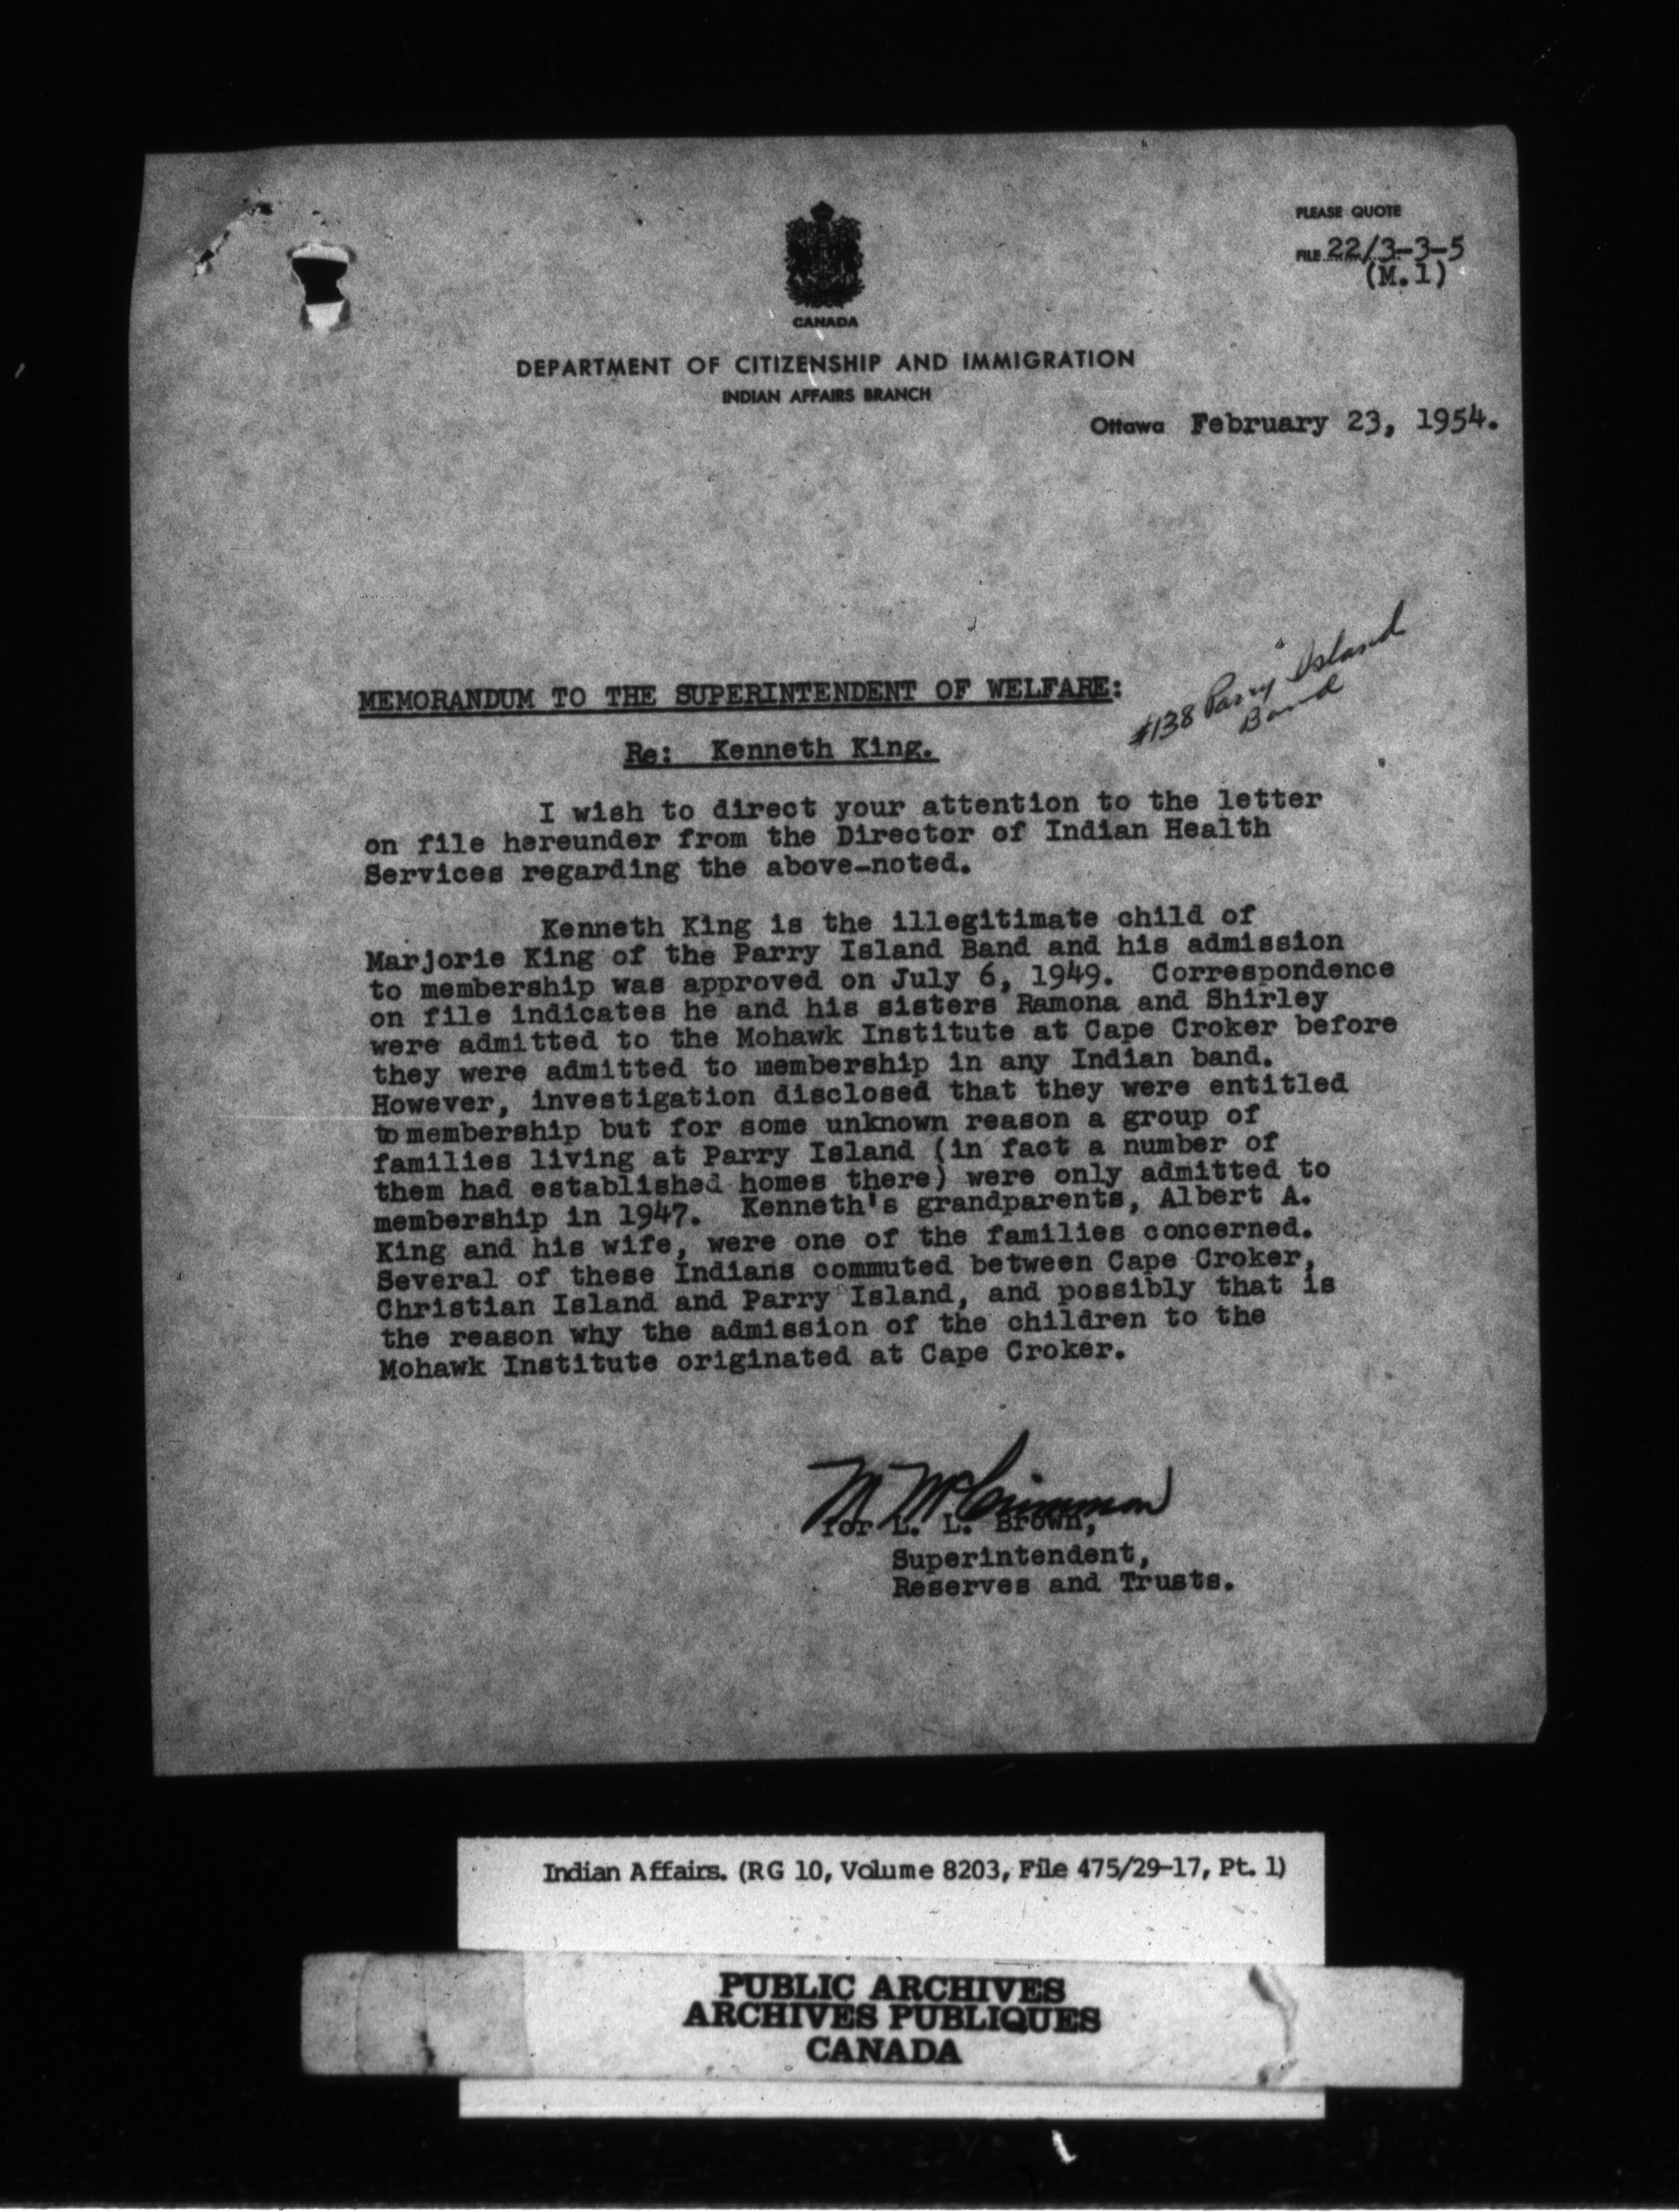 PLEASE QUOTE
FILE 22/3-3-5
(M.1)
CANADA
DEPARTMENT OF CITIZENSHIP AND IMMIGRATION
INDIAN AFFAIRS BRANCH
Ottawa February 23, 1954.
#138 Parry Island
Band
MEMORANDUM TO THE SUPERINTENDENT OF WELFARE:
Re: Kenneth King.
I wish to direct your attention to the letter
on file hereunder from the Director of Indian Health
Services regarding the above-noted.
Kenneth King is the illegitimate child of
Marjorie King of the Parry Island Band and his admission
to membership was approved on July 6, 1949. Correspondence
on file indicates he and his sisters Ramona and Shirley
were admitted to the Mohawk Institute at Cape Croker before
they were admitted to membership in any Indian band.
However, investigation disclosed that they were entitled
to membership but for some unknown reason a group of
families living at Parry Island (in fact a number of
them had established homes there) were only admitted to
membership in 1947. Kenneth's grandparents, Albert A.
King and his wife, were one of the families concerned.
Several of these Indians commuted between Cape Croker,
Christian Island and Parry Island, and possibly that is
the reason why the admission of the children to the
Mohawk Institute originated at Cape Croker.
M McCrimmon
for L. L. Brown,
Superintendent,
Reserves and Trusts.
Indian Affairs. (RG 10, Volume 8203, File 475/29-17, Pt. 1)
PUBLIC ARCHIVES
ARCHIVES PUBLIQUES
CANADA